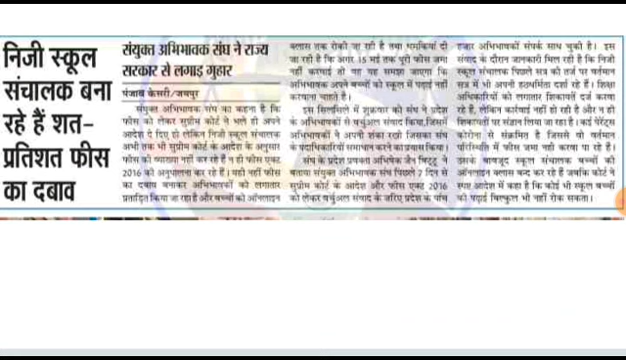 निजी स्कूल
संचालक बना
रहे हैं शत-
प्रतिशत फीस
का दबाव
संयुक्त अभिभावक संघ ने राज्य
सरकार से लगाई गुहार
पंजाब केसरी/जयपुर
संयुक्त अभिभावक संघ का कहना है कि
फीस को लेकर सुप्रीम कोर्ट ने भले ही अपने
आदेश दे दिए हो लेकिन निजी स्कूल संचालक
अभी तक भी सुप्रीम कोर्ट के आदेश के अनुसार
फीस की व्याख्या नहीं कर रहे हैं न ही फीस एक्ट
2016 की अनुपालना कर रहे हैं। यही नहीं फीस
का दबाव बनाकर अभिभावकों को लगातार
प्रताड़ित किया जा रहा है और बच्चों की ऑनलाइन
क्लास तक रोकी जा रही है तथा धमकियां दी
जा रही है कि अगर 15 मई तक पूरी फीस जमा
नहीं करवाई तो यह समझा जाएगा कि
अभिभावक अपने बच्चों को स्कूल में पढ़ाई नहीं
करवाना चाहते है।
इस सिलसिले में शुक्रवार को संघ ने प्रदेश
के अभिभावकों से वर्चुअल संवाद किया, जिसमें
अभिभावकों ने अपनी शंका रखी जिसका संघ
के पदाधिकारियों समाधान करने का प्रयास किया।
संघ के प्रदेश प्रवक्ता अभिषेक जैन बिट्टू ने
बताया संयुक्त अभिभावक संघ पिछले 2 दिन से
सुप्रीम कोर्ट के आदेश और फीस एक्ट 2016
को लेकर वर्चुअल संवाद के जरिए प्रदेश के पांच
हजार अभिभावकों संपर्क साध चुकी है। इस
संवाद के दौरान जानकारी मिल रही है कि निजी
स्कूल संचालक पिछले सत्र की तर्ज पर वर्तमान
सत्र में भी अपनी हठधर्मिता दर्शा रहे हैं। शिक्षा
अधिकारियों को लगातार शिकायतें दर्ज करवा
रहे हैं, लेकिन कार्रवाई नहीं हो रही है और न ही
शिकायतों पर संज्ञान लिया जा रहा है। कई पेरेंट्स
कोरोना से संक्रमित है जिससे वो वर्तमान
परिस्थिति में फीस जमा नही करवा पा रहे हैं।
उसके बावजूद स्कूल संचालक बच्चों की
ऑनलाइन क्लास बन्द कर रहे हैं जबकि कोर्ट ने
स्पष्ट आदेश में कहा है कि कोई भी स्कूल बच्चों
की पढ़ाई बिल्कुल भी नहीं रोक सकता।